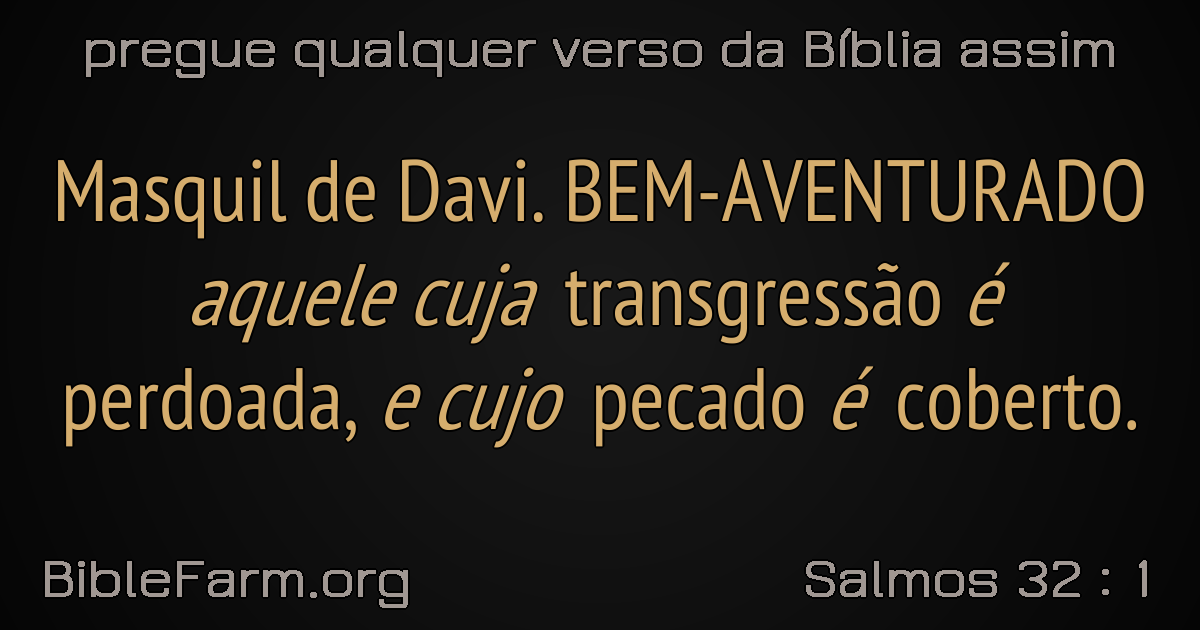 pregue qualquer verso da Bíblia assim
Masquil de Davi. BEM-AVENTURADO
aquele cuja transgressão é
perdoada, e cujo pecado é coberto.
BibleFarm.org
Salmos 32 : 1